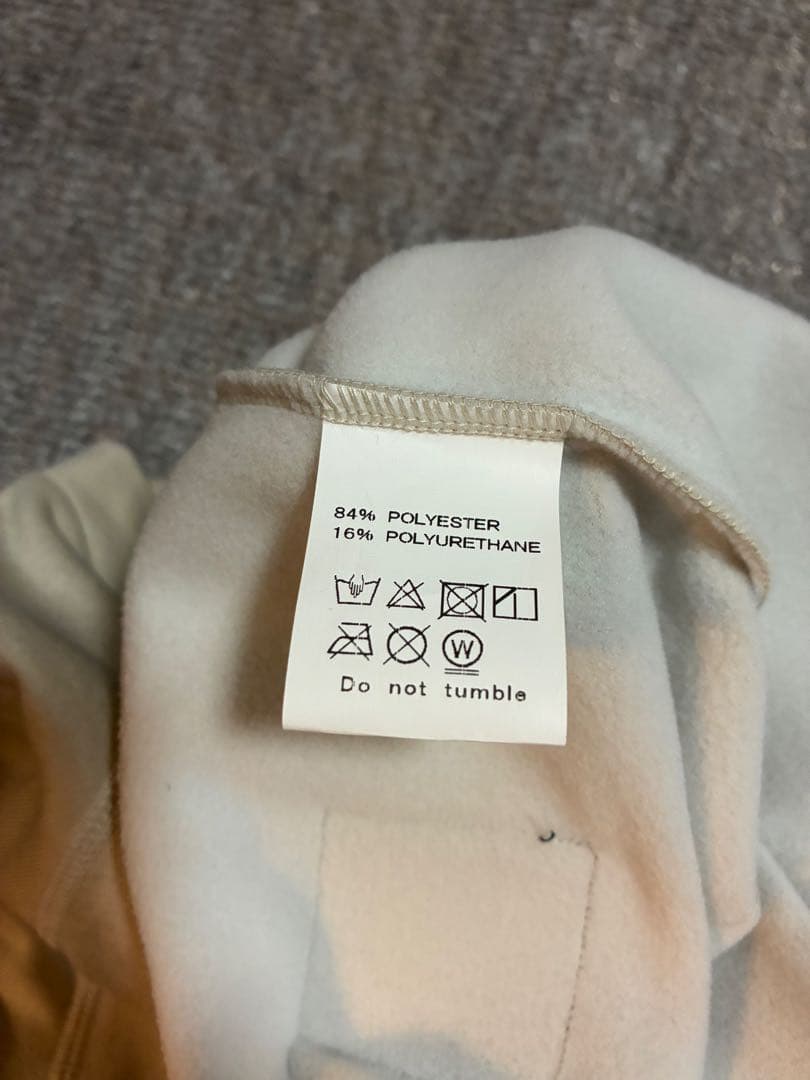 84% POLYESTER
16% POLYURETHANE
W
Do not tumble